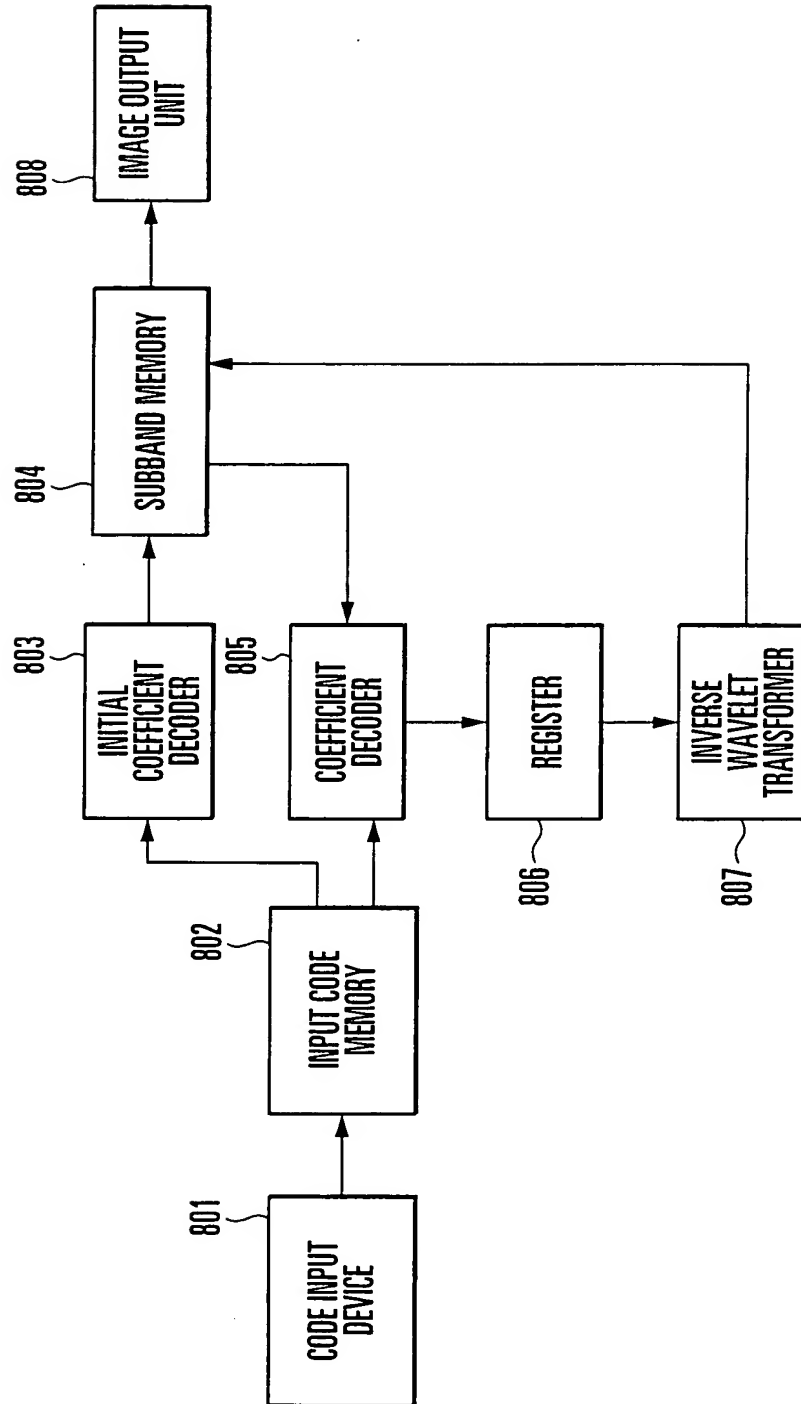 801
CODE INPUT
DEVICE
802
INPUT CODE
MEMORY
803
INITIAL
COEFFICIENT
DECODER
804
SUBBAND MEMORY
808
IMAGE OUTPUT
UNIT
805
COEFFICIENT
DECODER
806
REGISTER
807
INVERSE
WAVELET
TRANSFORMER